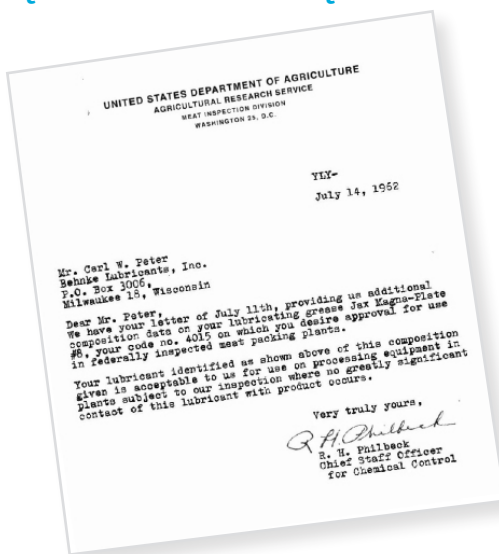 UNITED STATES DEPARTMENT OF AGRICULTURE
AGRICULTURAL RESEARCH SERVICE
MEAT INSPECTION DIVISION
WASHINGTON 25, D.C.
YLY-
July 14, 1962
Mr. Carl W. Peter
Behnke Lubricants, Inc.
P.O. Box 3006,
Milwaukee 18, Wisconsin
Dear Mr. Peter,
We have your letter of July 11th, providing us additional
composition data on your lubricating grease Jax Magna-Plate
#8, your code no. 4015 on which you desire approval for use
in federally inspected meat packing plants.
Your lubricant identified as shown above of this composition
given is acceptable to us for use on processing equipment in
plants subject to our inspection where no greatly significant
contact of this lubricant with product occurs.
Very truly yours,
R H. Philbeck
R. H. Philbeck
Chief Staff Officer
for Chemical Control